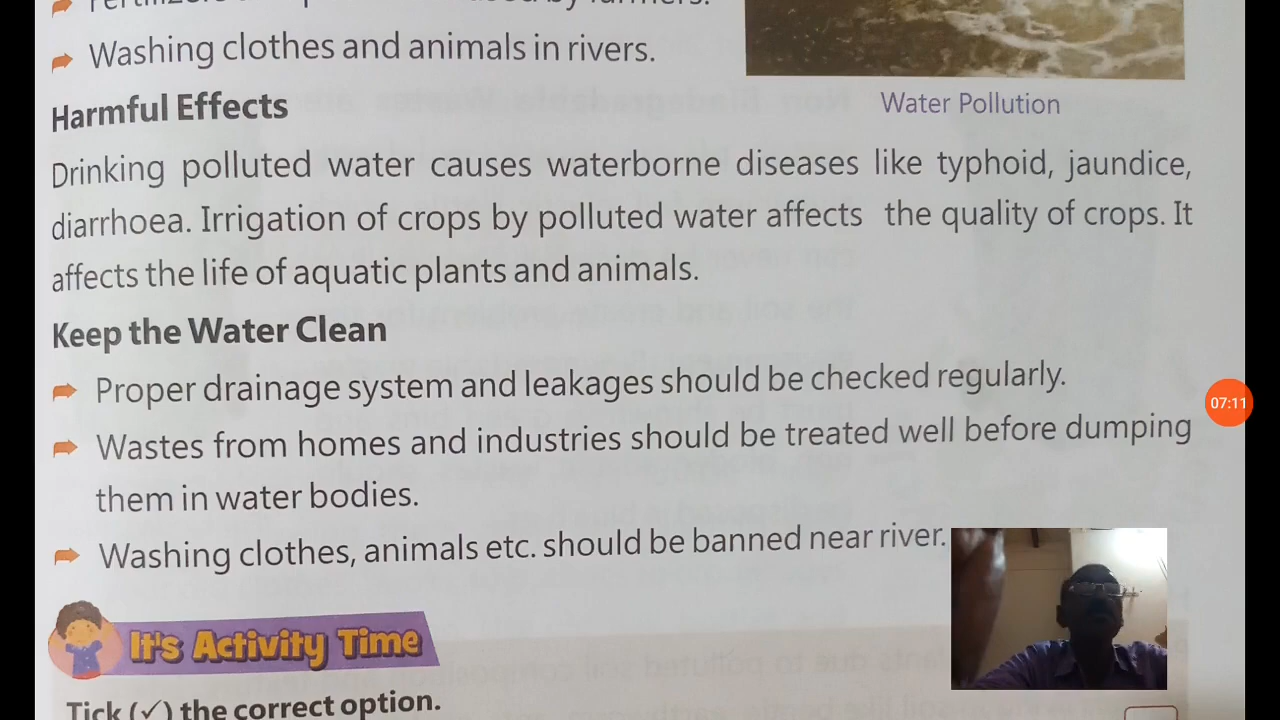 by farmers.
Washing clothes and animals in rivers.
Harmful Effects
Water Pollution
Drinking polluted water causes waterborne diseases like typhoid, jaundice,
diarrhoea. Irrigation of crops by polluted water affects the quality of crops. It
affects the life of aquatic plants and animals.
Keep the Water Clean
Proper drainage system and leakages should be checked regularly.
Wastes from homes and industries should be treated well before dumping
them in water bodies.
Washing clothes, animals etc. should be banned near river.
It's Activity Time
Tick (✓) the correct option.
07:11